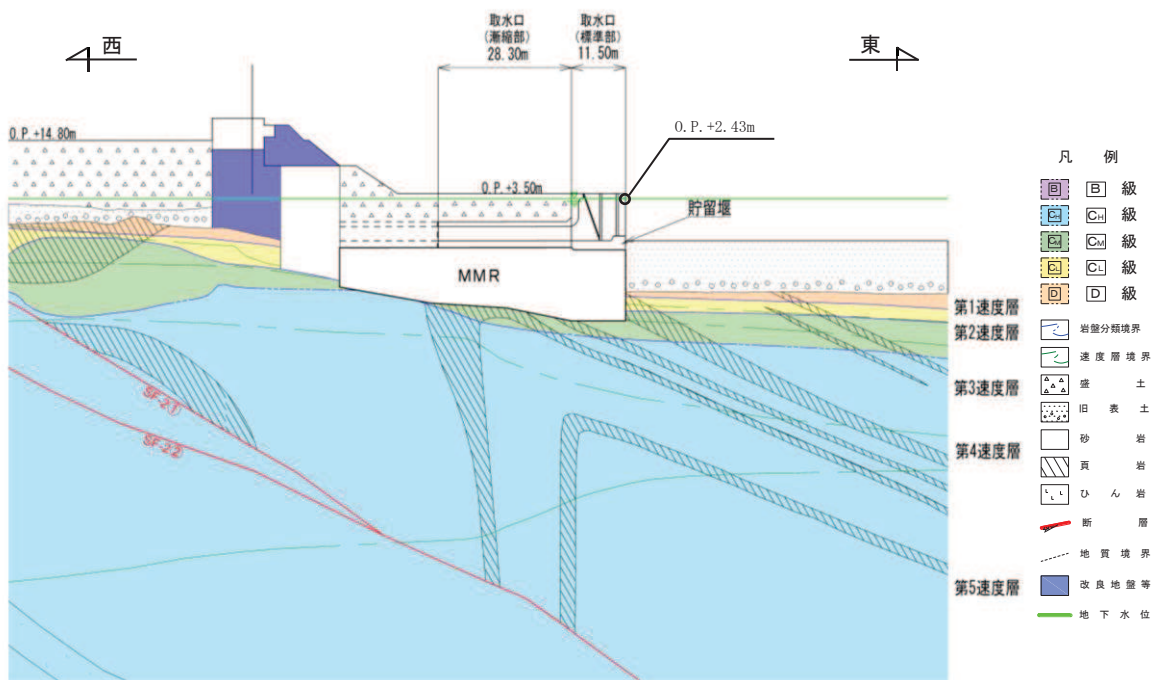 西
東
取水口
(漸縮部)
28.30m
取水口
(標準部)
11.50m
O.P.+14.80m
O.P.+3.50m
O.P.+2.43m
貯留堰
MMR
SF-2①
SF-2②
第1速度層
第2速度層
第3速度層
第4速度層
第5速度層
凡 例
B B 級
CH CH 級
CM CM 級
CL CL 級
D D 級
岩盤分類境界
速度層境界
盛土
旧表土
砂岩
頁岩
ひん岩
断層
地質境界
改良地盤等
地下水位